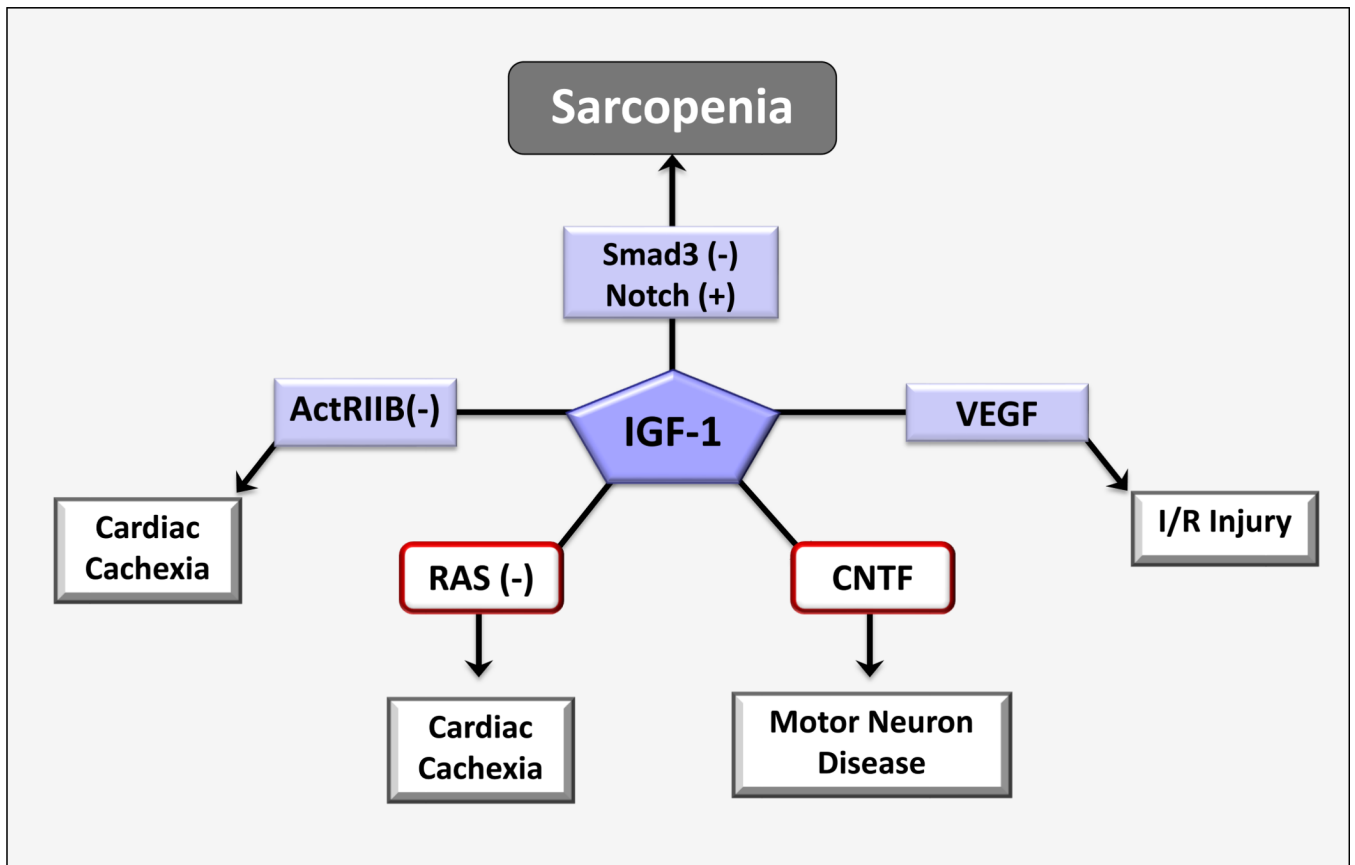 Sarcopenia
Smad3 (-)
Notch (+)
ActRIIB(-)
IGF-1
VEGF
Cardiac
Cachexia
I/R Injury
RAS (-)
CNTF
Cardiac
Cachexia
Motor Neuron
Disease